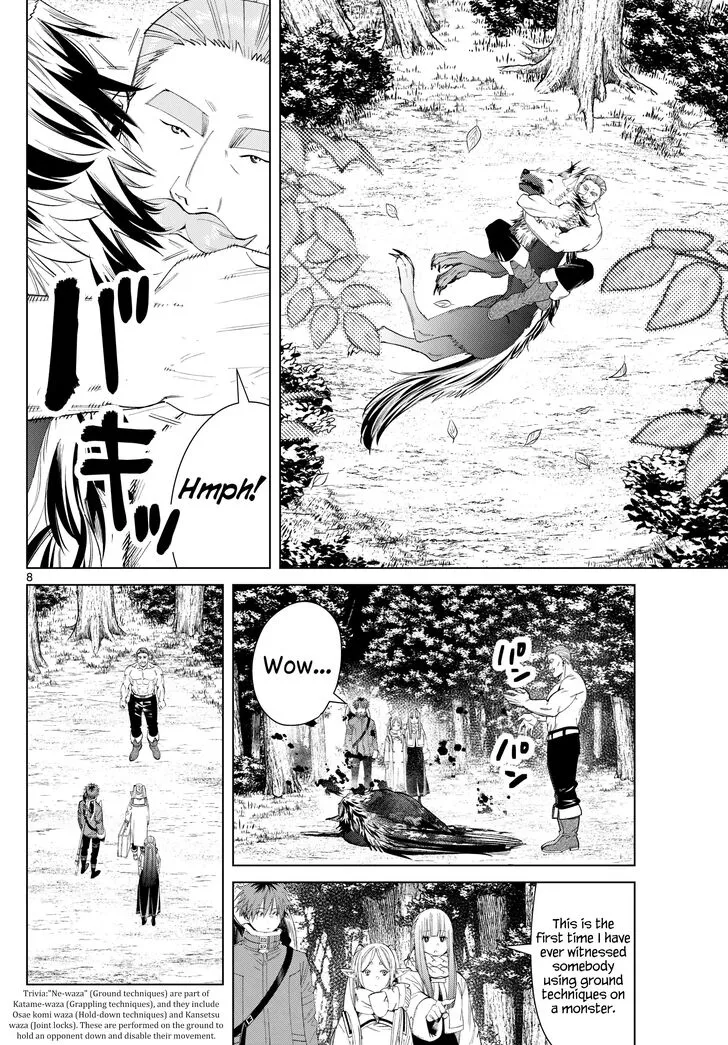 バ
キッ
Hmph!
8
Wow...
パン
パン
This is the
first time I have
ever witnessed
somebody
using ground
techniques on
a monster.
Trivia:"Ne-waza" (Ground techniques) are part of
Katame-waza (Grappling techniques), and they include
Osae komi waza (Hold-down techniques) and Kansetsu
waza (Joint locks). These are performed on the ground to
hold an opponent down and disable their movement.